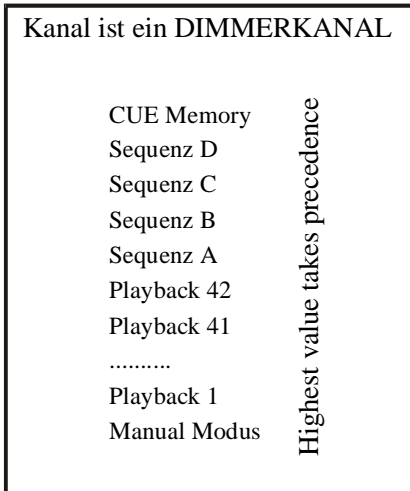 Kanal ist ein DIMMERKANAL
CUE Memory
Sequenz D
Sequenz C
Sequenz B
Sequenz A
Playback 42
Playback 41
..........
Playback 1
Manual Modus
Highest value takes precedence